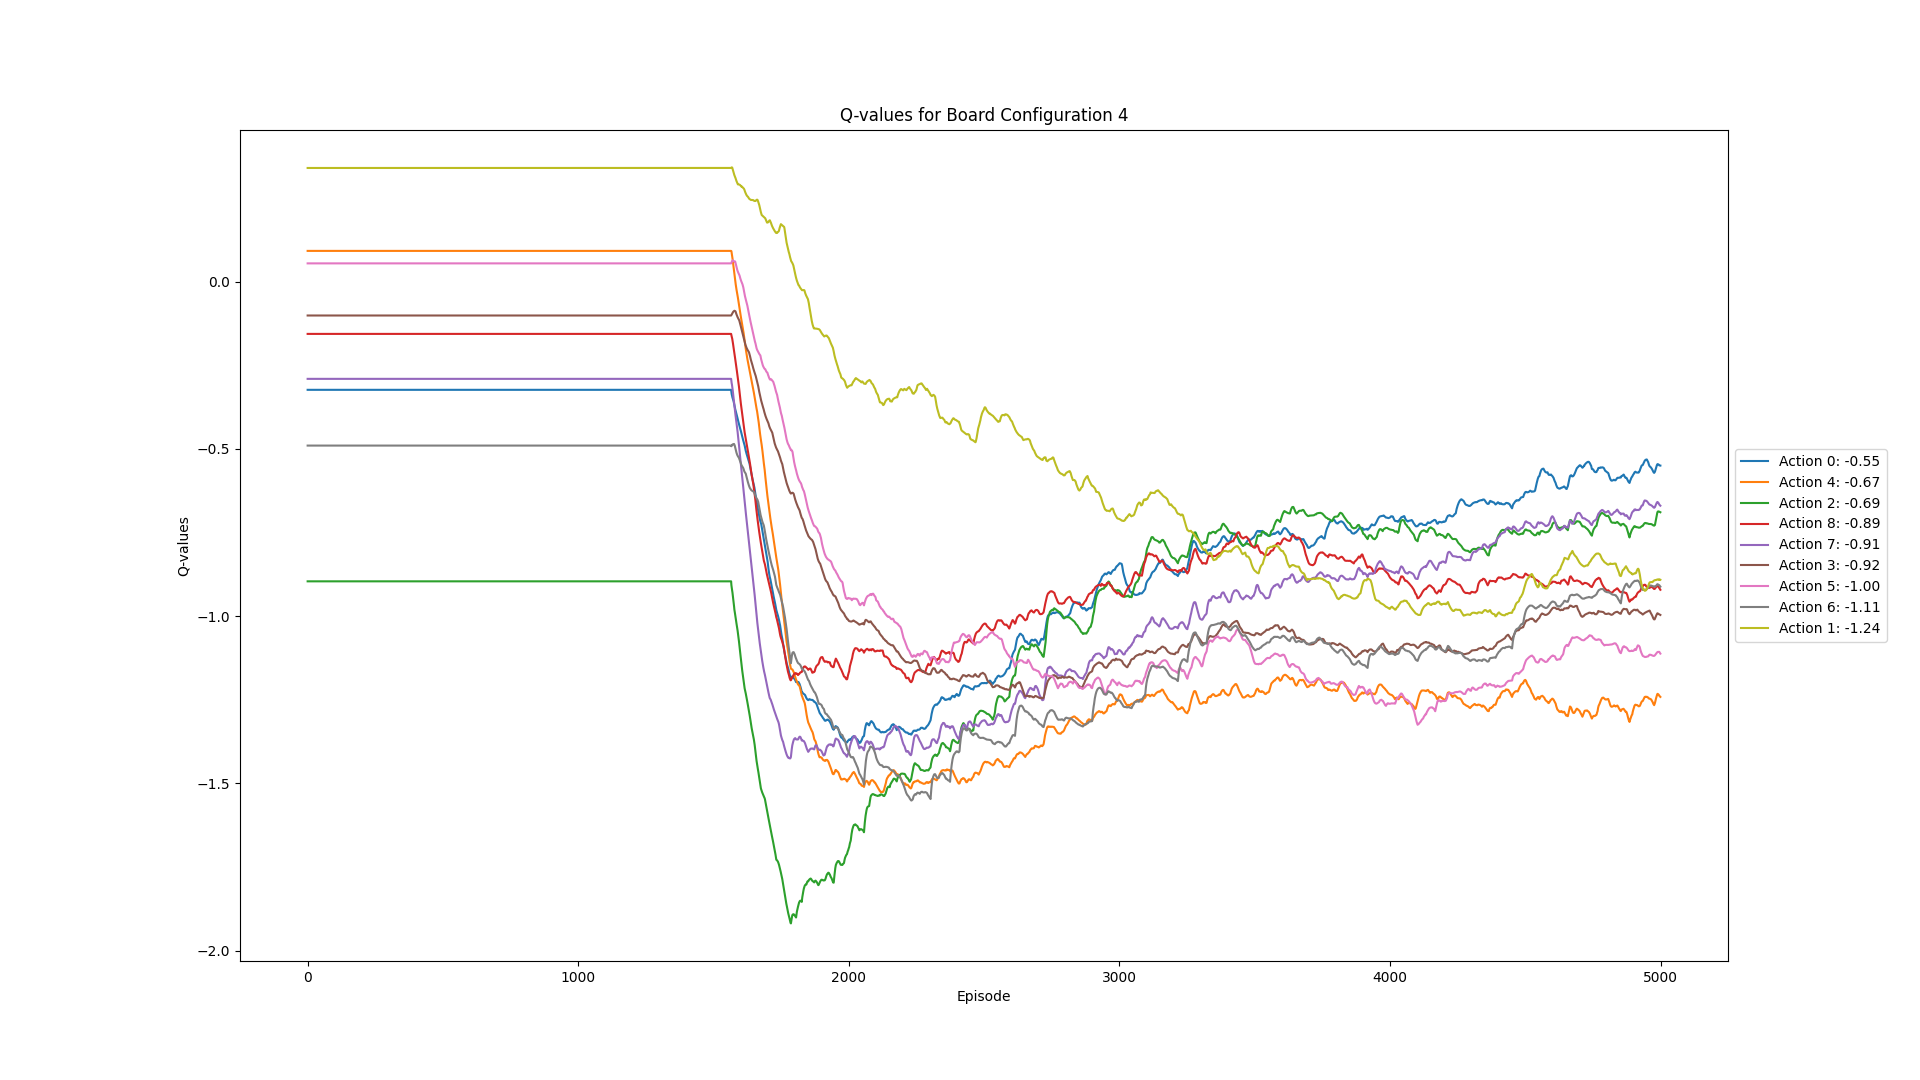 Q-values for Board Configuration 4
Q-values
0.0
−0.5
−1.0
−1.5
−2.0
0
1000
2000
3000
4000
5000
Episode
Action 0: -0.55
Action 4: -0.67
Action 2: -0.69
Action 8: -0.89
Action 7: -0.91
Action 3: -0.92
Action 5: -1.00
Action 6: -1.11
Action 1: -1.24